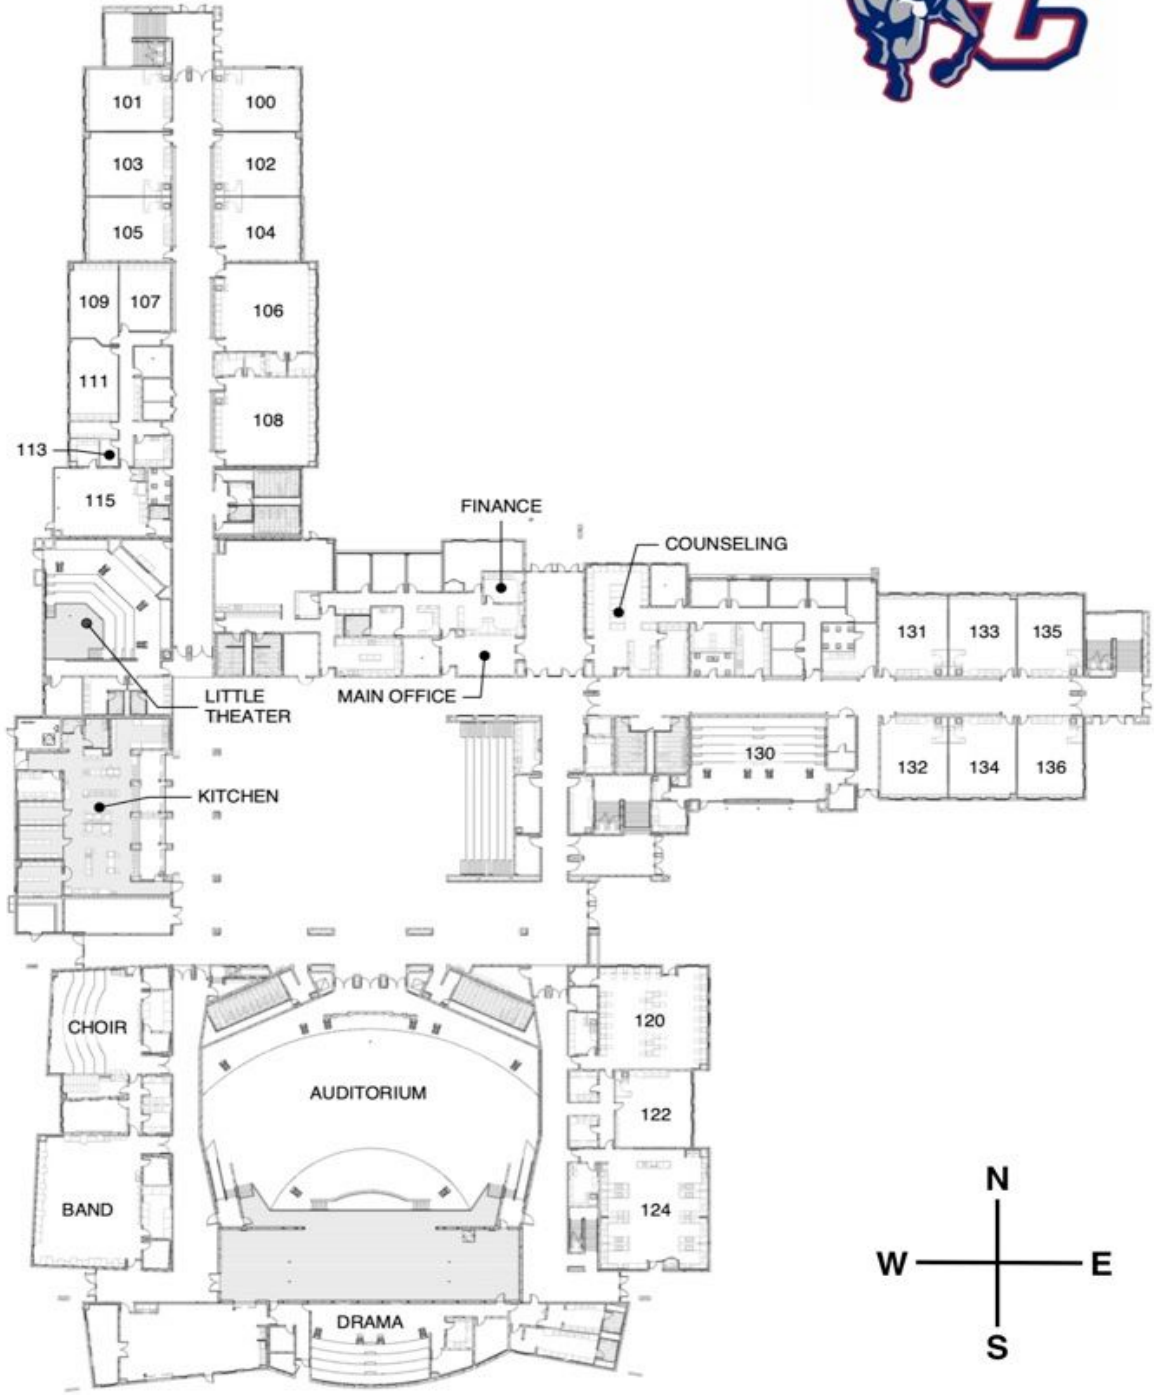 C
101
100
103
102
105
104
109
107
106
111
108
113
115
FINANCE
COUNSELING
131
133
135
MAIN OFFICE
LITTLE
THEATER
130
132
134
136
KITCHEN
CHOIR
120
AUDITORIUM
122
BAND
124
DRAMA
N
W
E
S